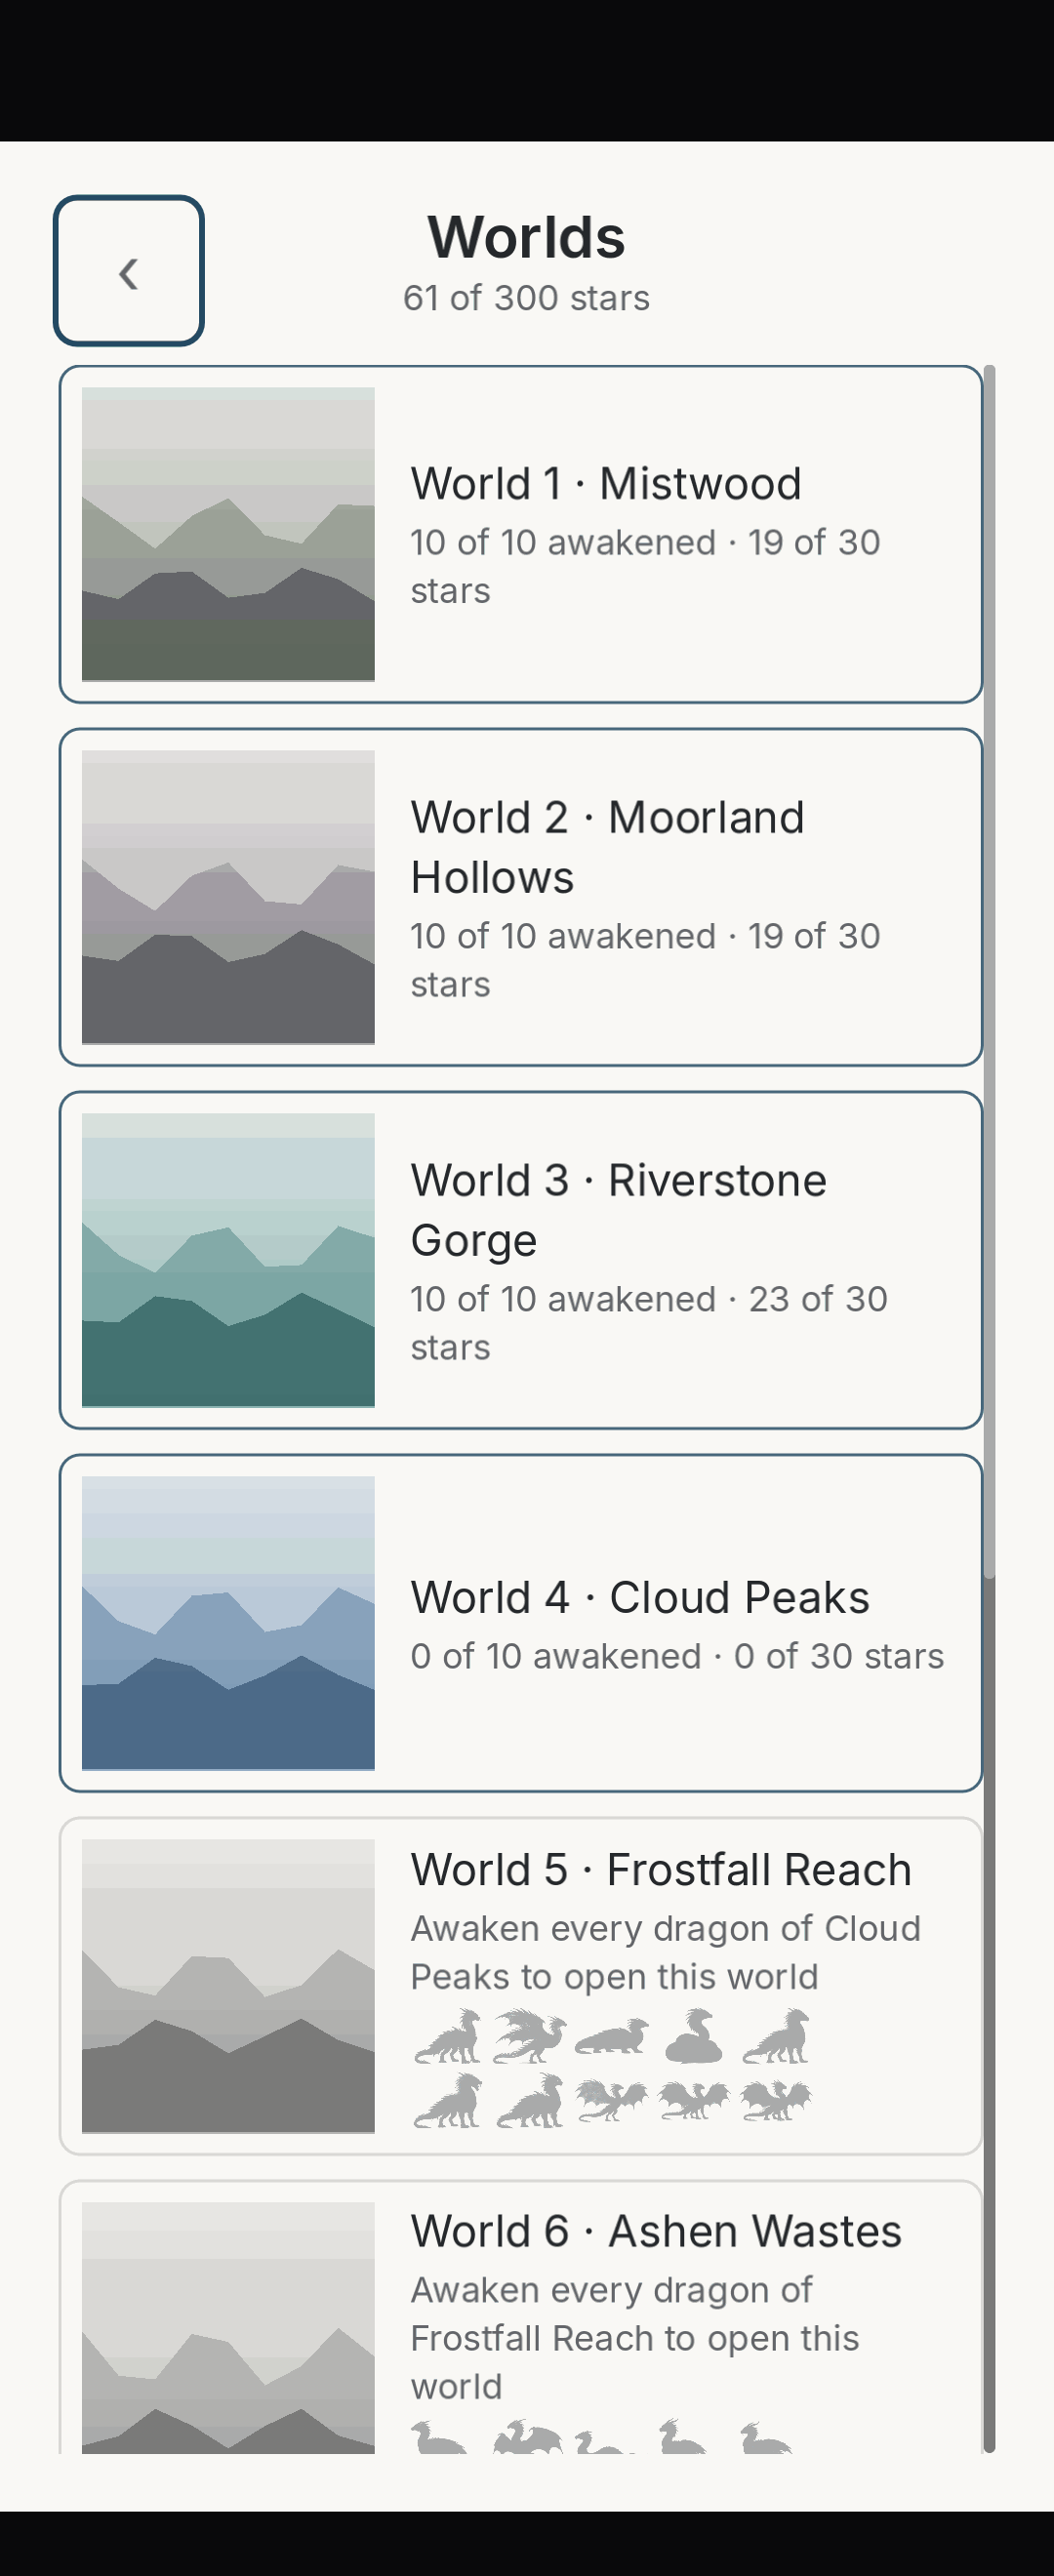 ‹
Worlds
61 of 300 stars
World 1 · Mistwood
10 of 10 awakened · 19 of 30
stars
World 2 · Moorland
Hollows
10 of 10 awakened · 19 of 30
stars
World 3 · Riverstone
Gorge
10 of 10 awakened · 23 of 30
stars
World 4 · Cloud Peaks
0 of 10 awakened · 0 of 30 stars
World 5 · Frostfall Reach
Awaken every dragon of Cloud
Peaks to open this world
World 6 · Ashen Wastes
Awaken every dragon of
Frostfall Reach to open this
world